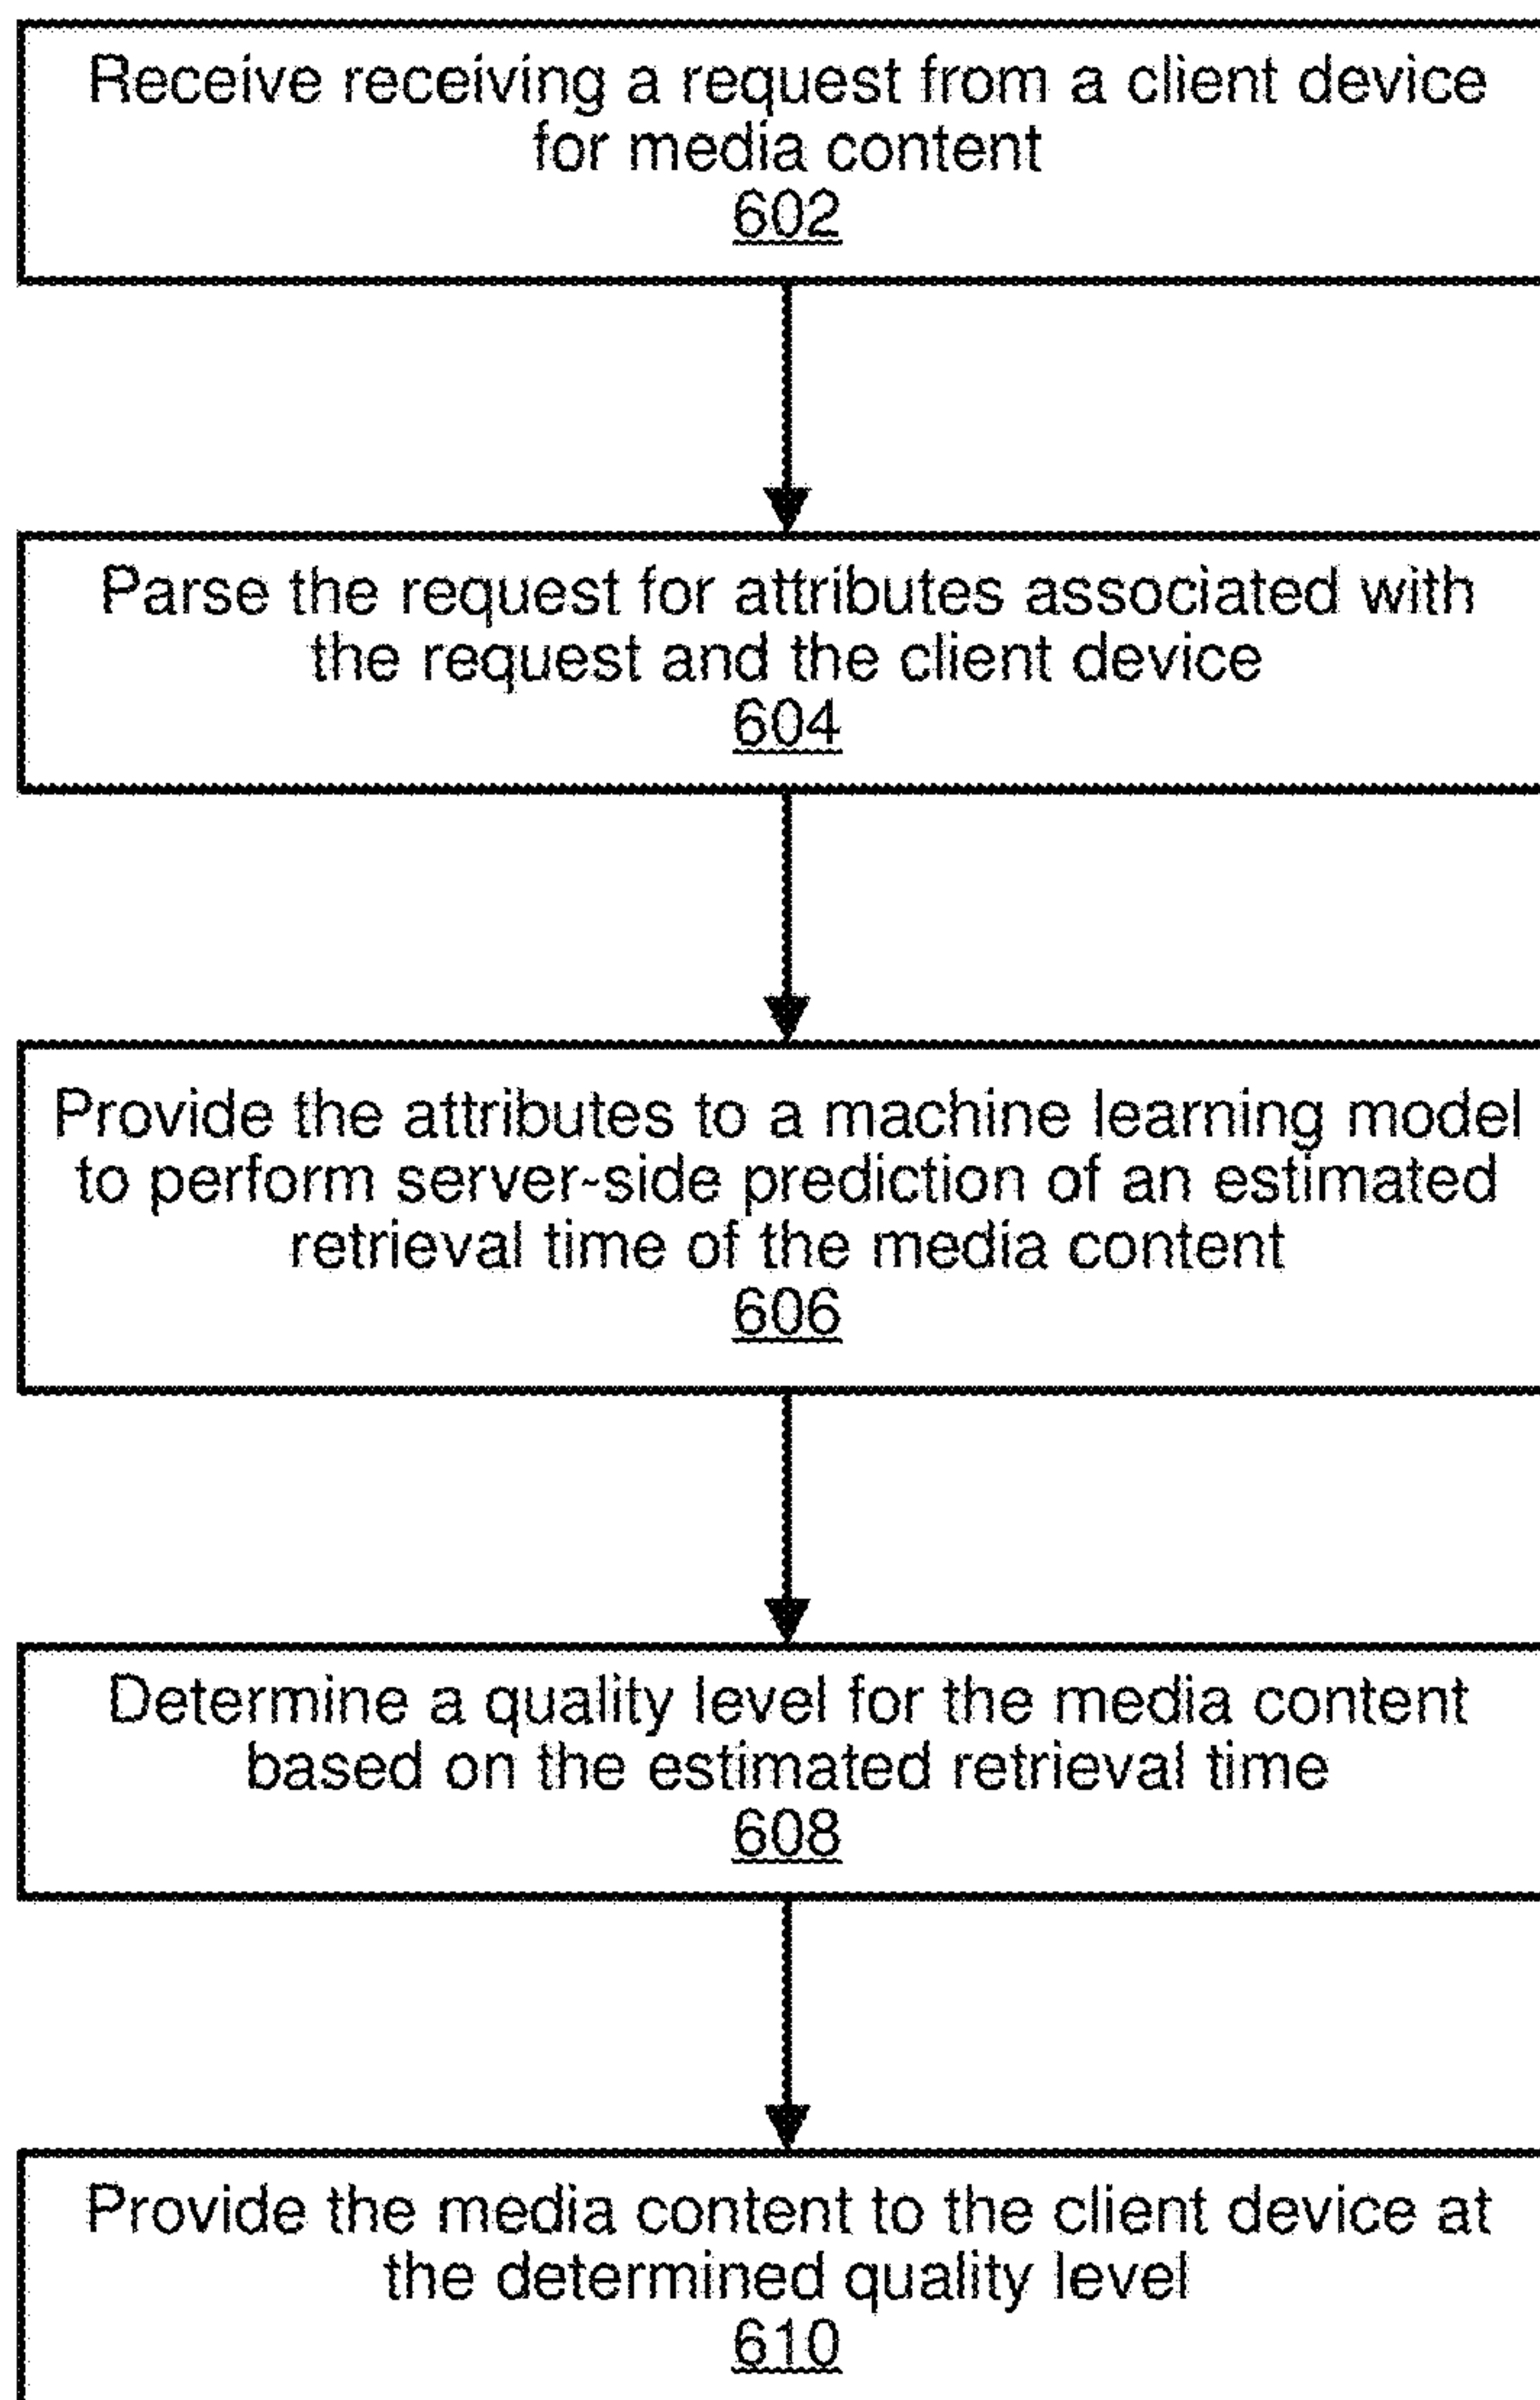 Receive receiving a request from a client device
for media content
602
Parse the request for attributes associated with
the request and the client device
604
Provide the attributes to a machine learning model
to perform server-side prediction of an estimated
retrieval time of the media content
606
Determine a quality level for the media content
based on the estimated retrieval time
608
Provide the media content to the client device at
the determined quality level
610